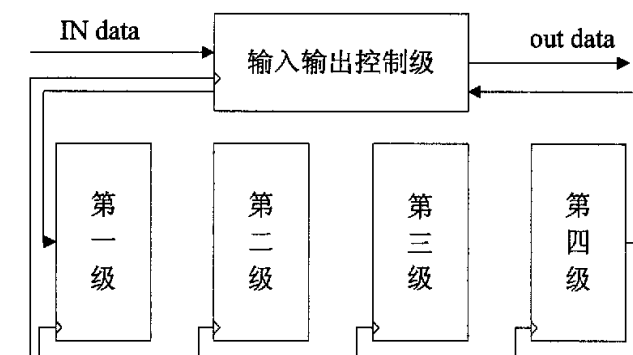 IN data
输入输出控制级
out data
第一级
第二级
第三级
第四级